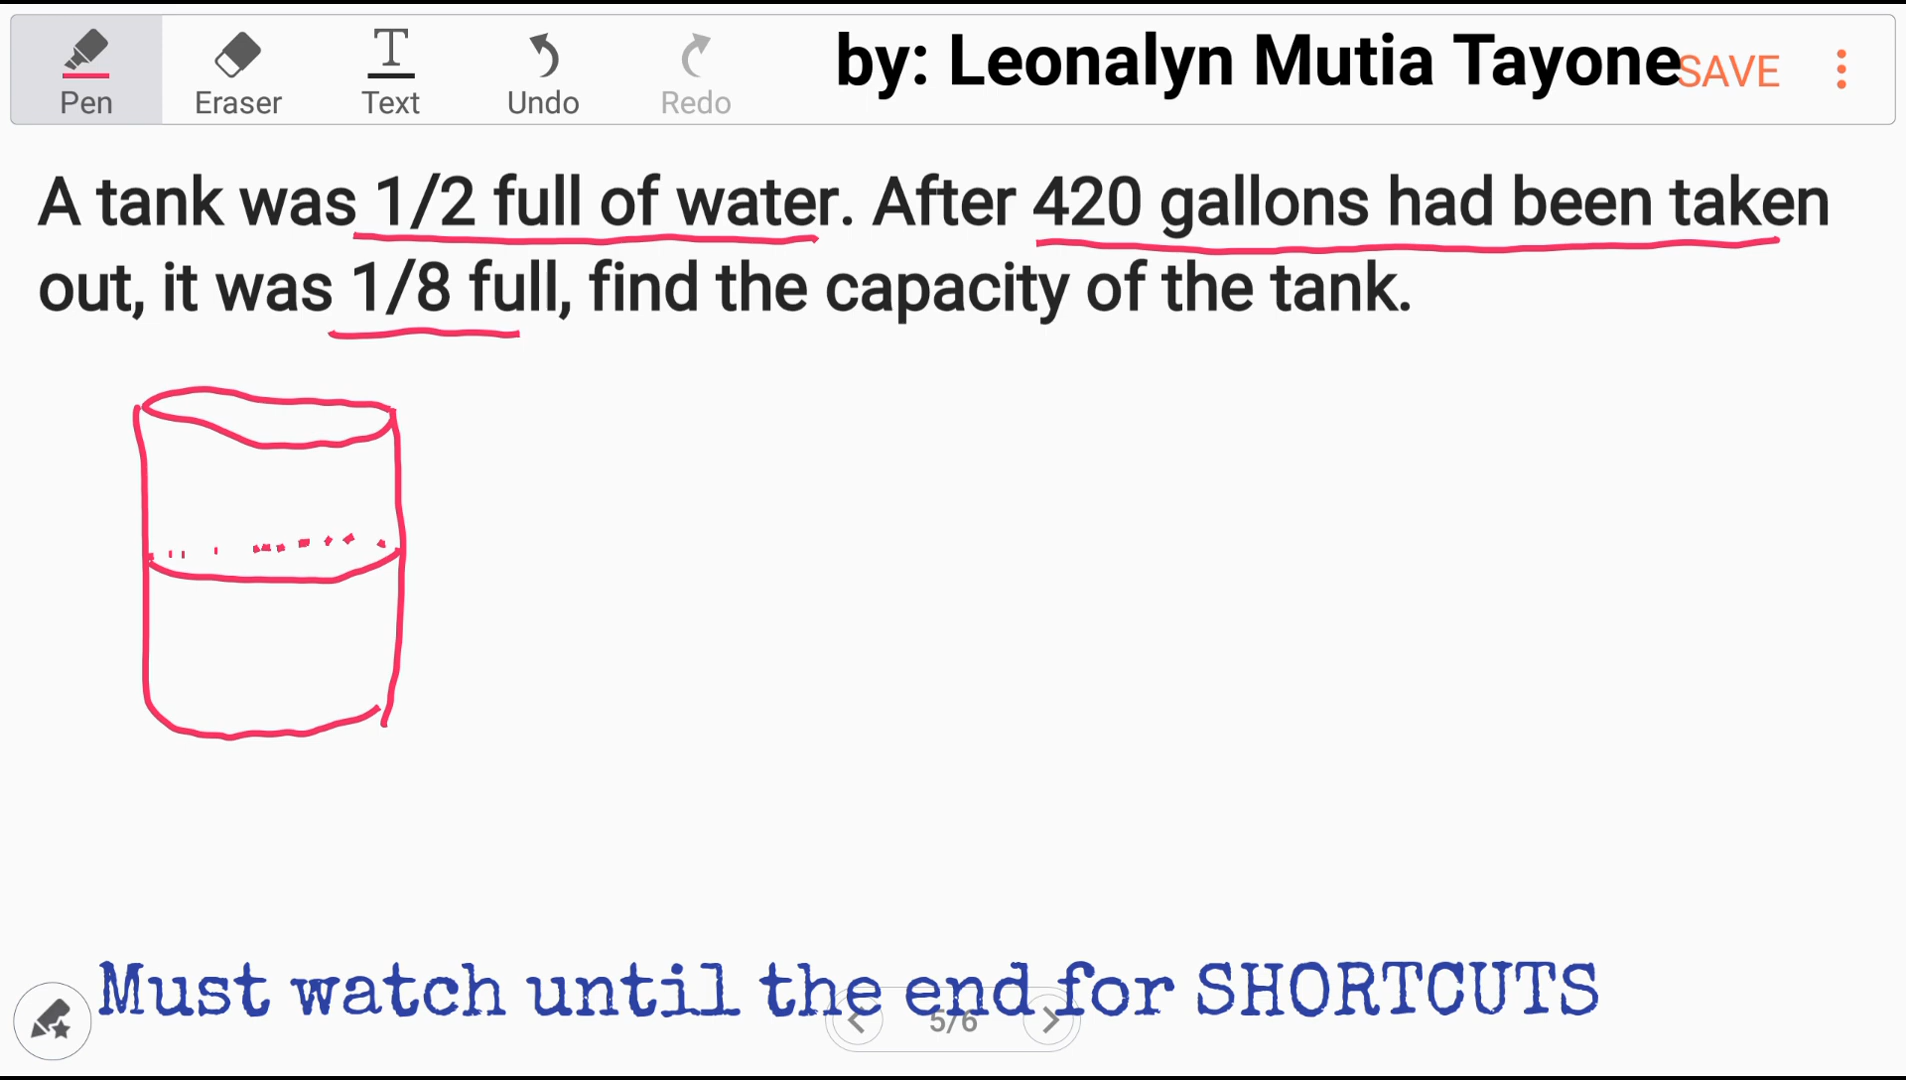 by: Leonalyn Mutia Tayone
SAVE
Pen
Eraser
Text
Undo
Redo
A tank was 1/2 full of water. After 420 gallons had been taken
out, it was 1/8 full, find the capacity of the tank.
Must watch until the end for SHORTCUTS
5/6